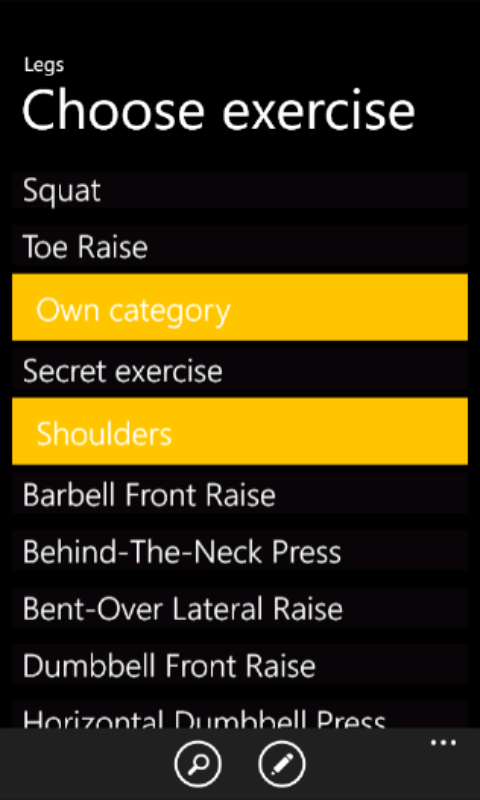 Legs
Choose exercise
Squat
Toe Raise
Own category
Secret exercise
Shoulders
Barbell Front Raise
Behind-The-Neck Press
Bent-Over Lateral Raise
Dumbbell Front Raise
Horizontal Dumbbell Press